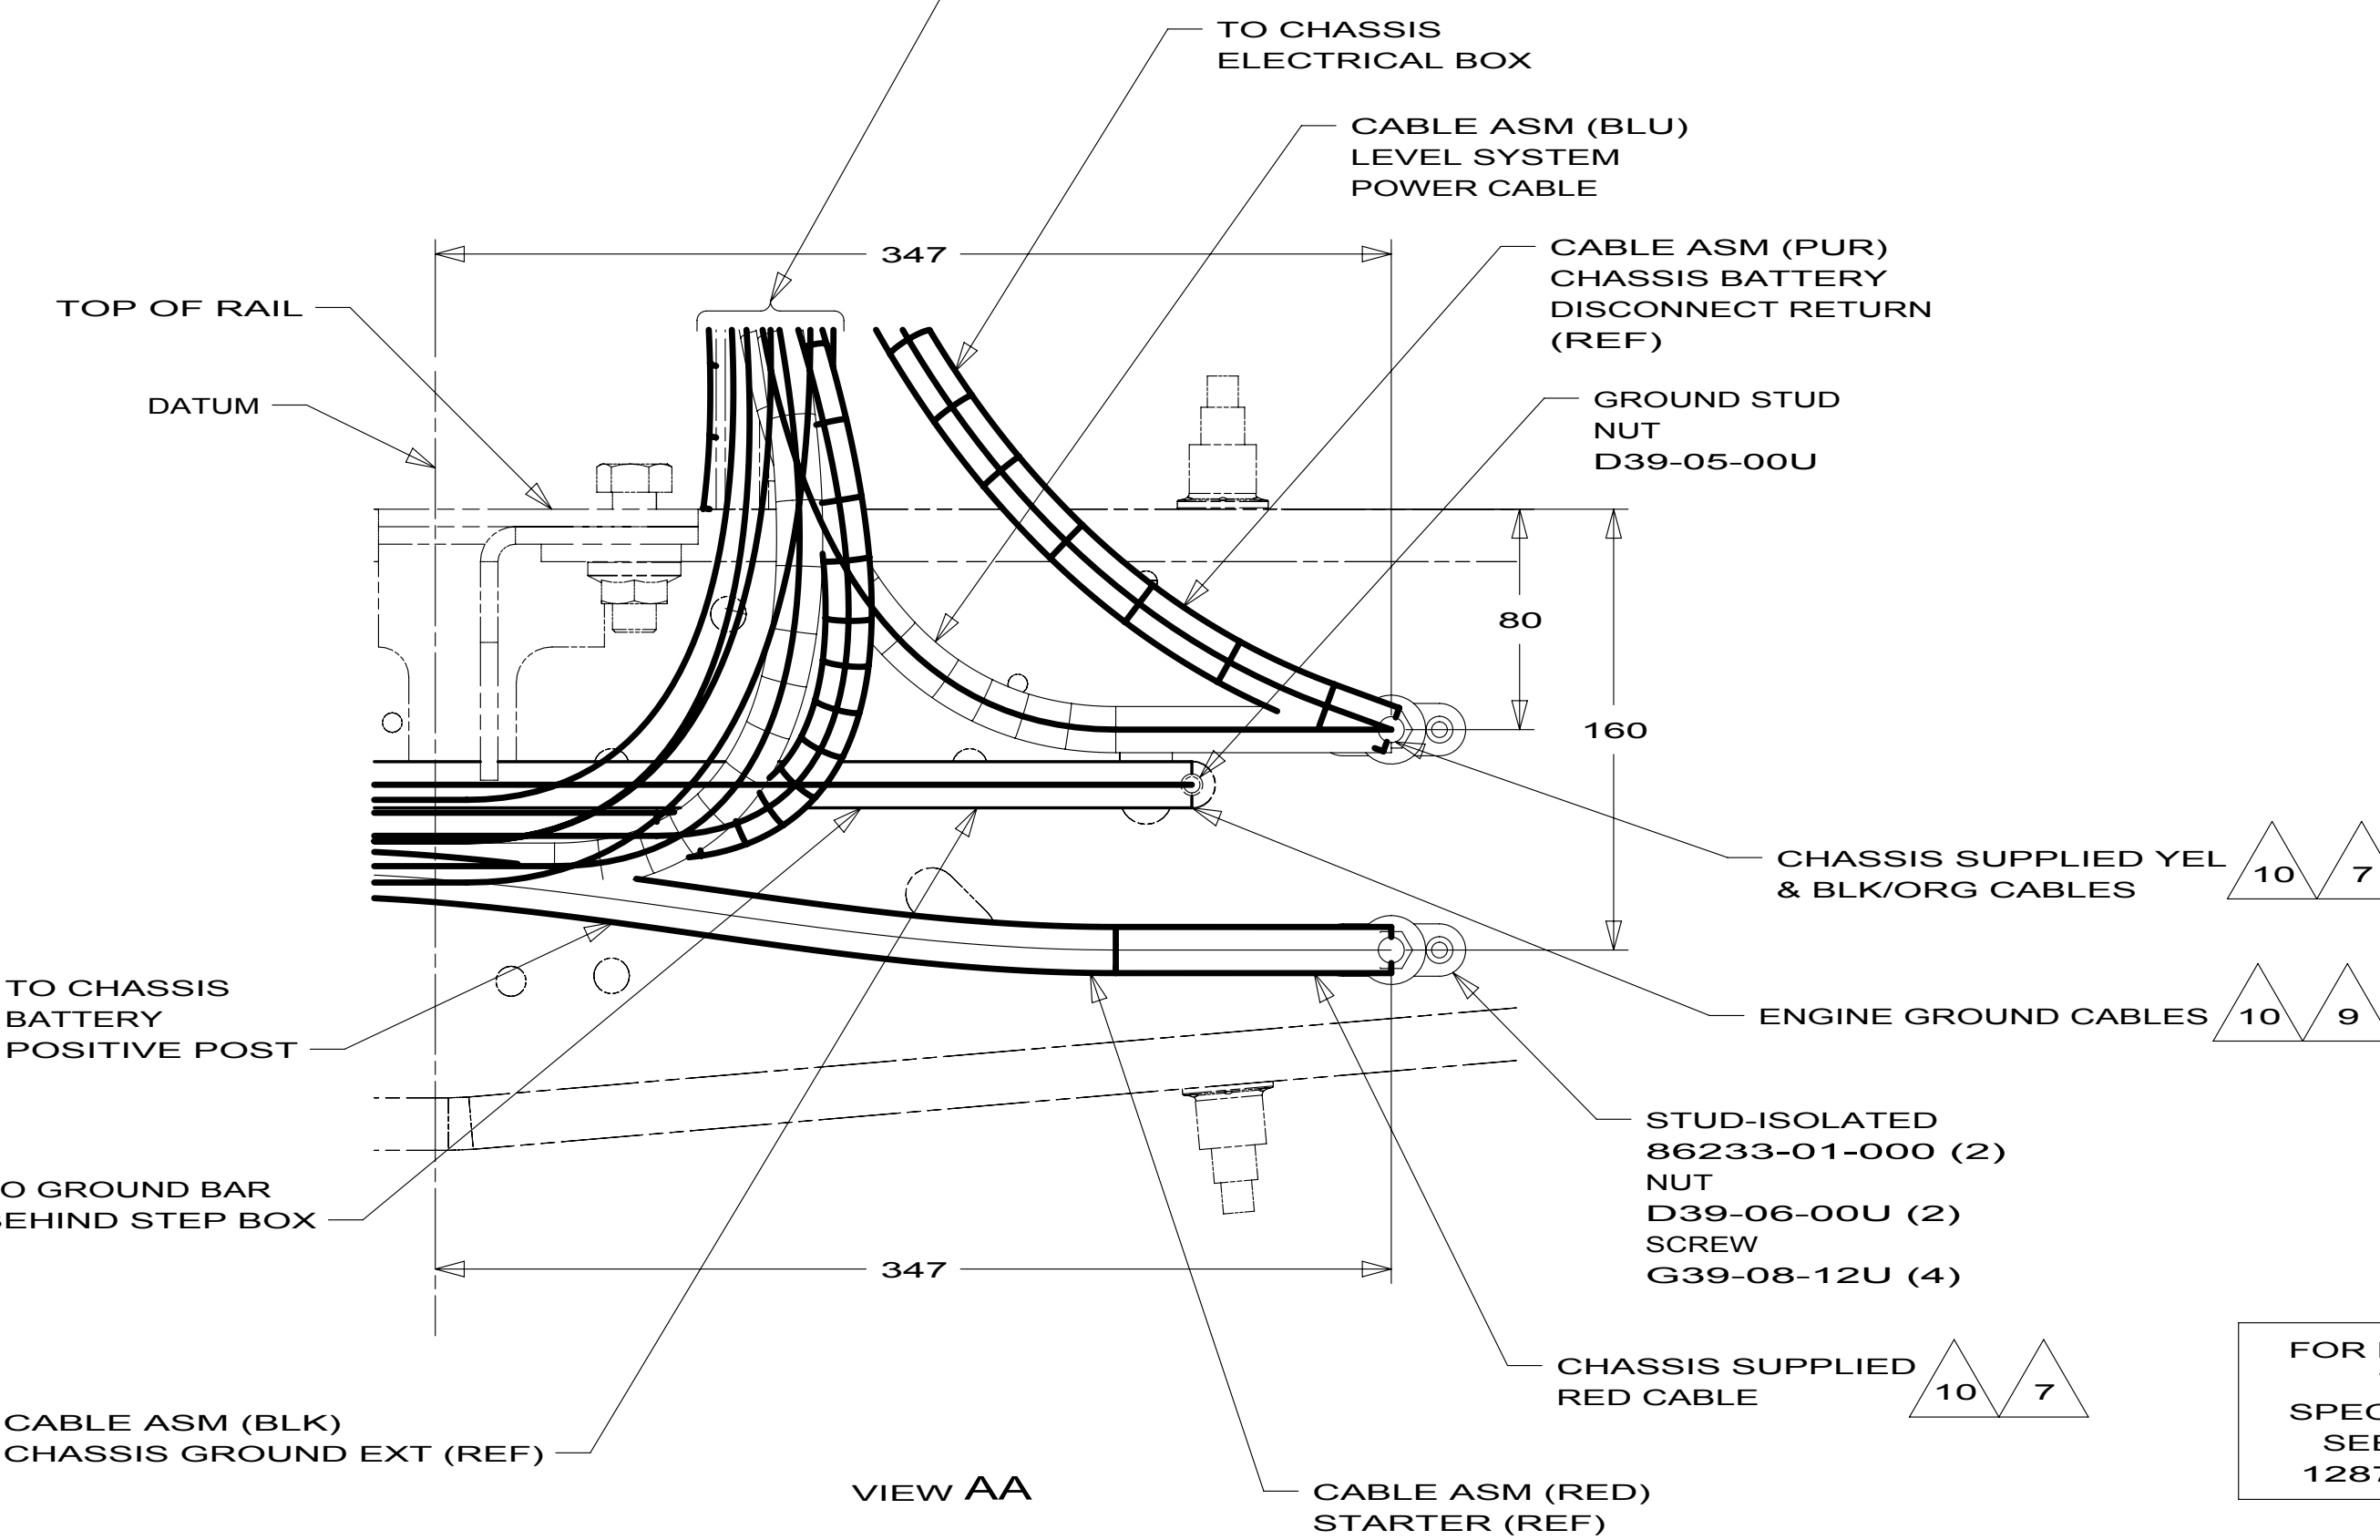 TO CHASSIS
ELECTRICAL BOX
CABLE ASM (BLU)
LEVEL SYSTEM
POWER CABLE
347
CABLE ASM (PUR)
CHASSIS BATTERY
DISCONNECT RETURN
(REF)
TOP OF RAIL
DATUM
GROUND STUD
NUT
D39-05-00U
80
160
CHASSIS SUPPLIED YEL
& BLK/ORG CABLES
10 7
TO CHASSIS
BATTERY
POSITIVE POST
ENGINE GROUND CABLES
10 9
STUD-ISOLATED
86233-01-000 (2)
NUT
D39-06-00U (2)
SCREW
G39-08-12U (4)
O GROUND BAR
BEHIND STEP BOX
347
CHASSIS SUPPLIED
RED CABLE
10 7
CABLE ASM (BLK)
CHASSIS GROUND EXT (REF)
VIEW AA
CABLE ASM (RED)
STARTER (REF)
FOR
SPEC
SEE
1287